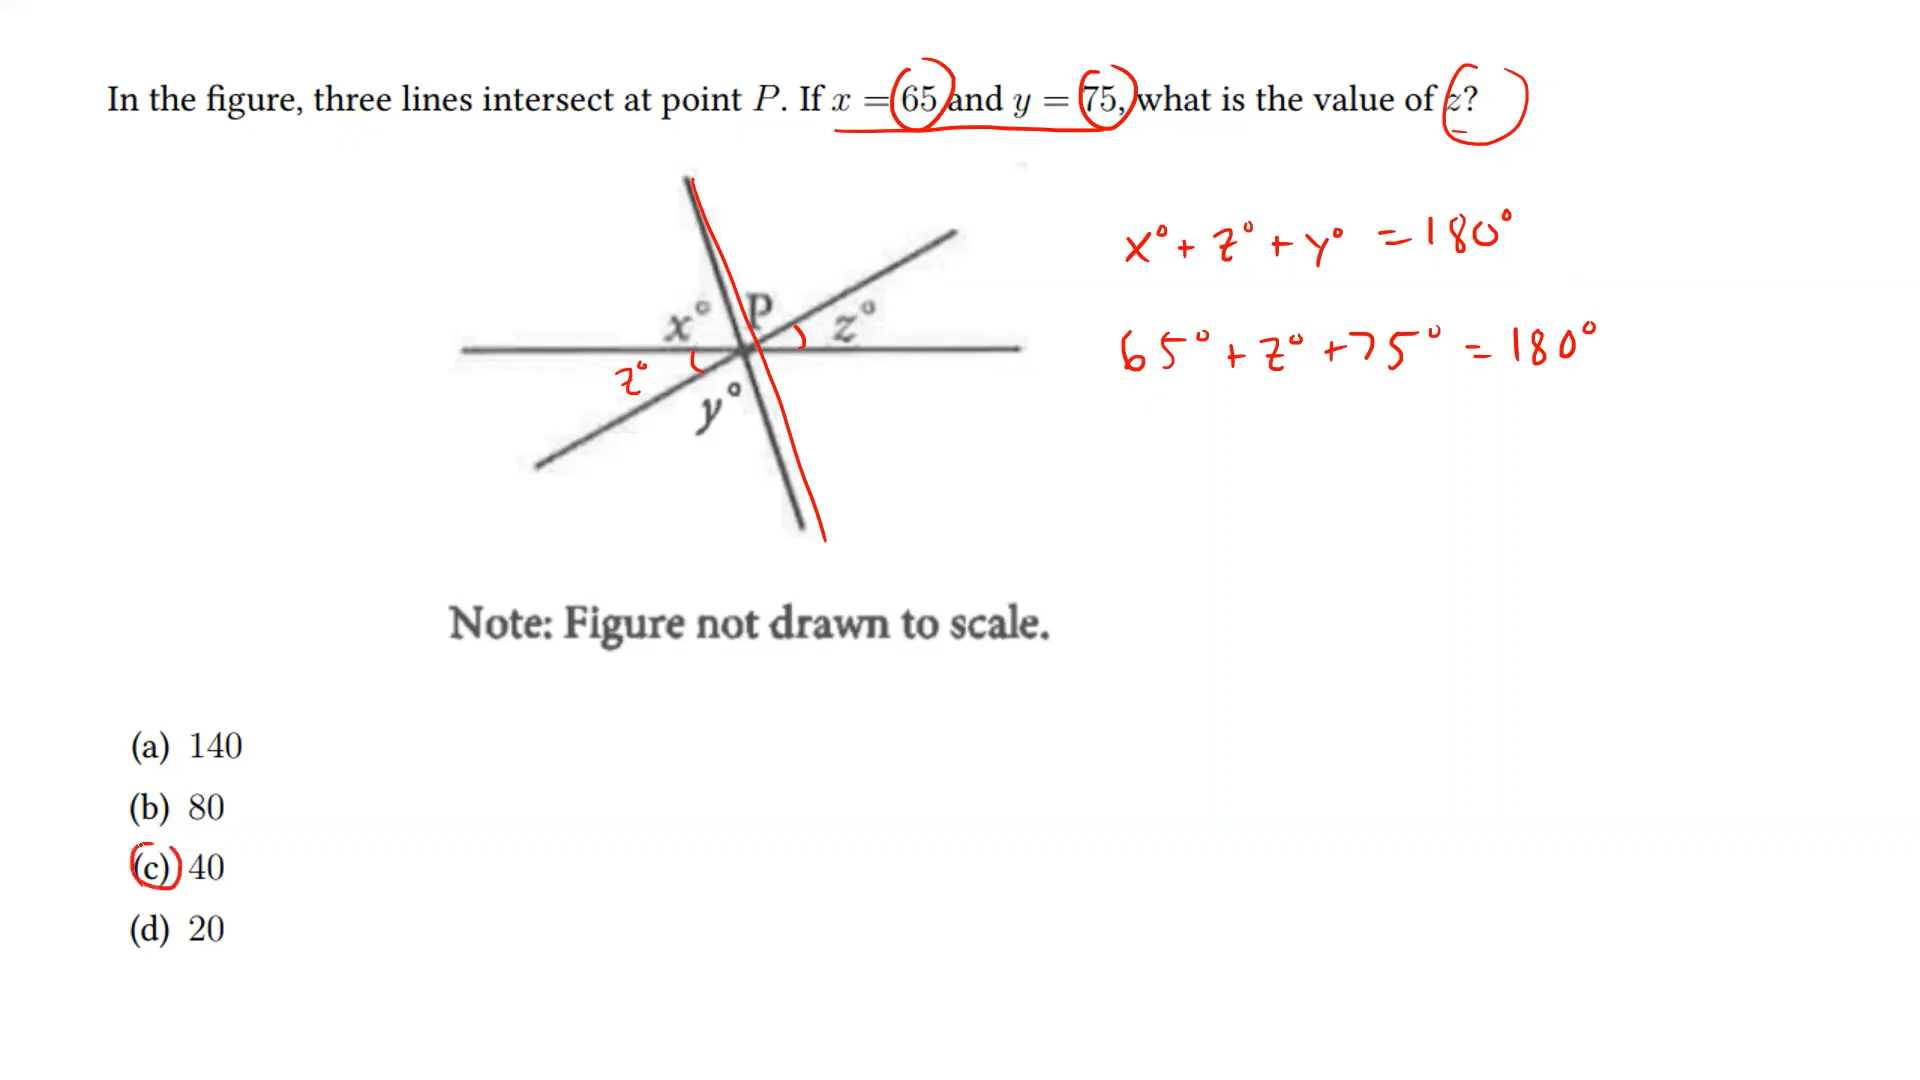 In the figure, three lines intersect at point P. If x = 65 and y = 75, what is the value of z?
x° + z° + y° = 180°
65° + z° + 75° = 180°
x°
P
z°
z°
y°
Note: Figure not drawn to scale.
(a) 140
(b) 80
(c) 40
(d) 20